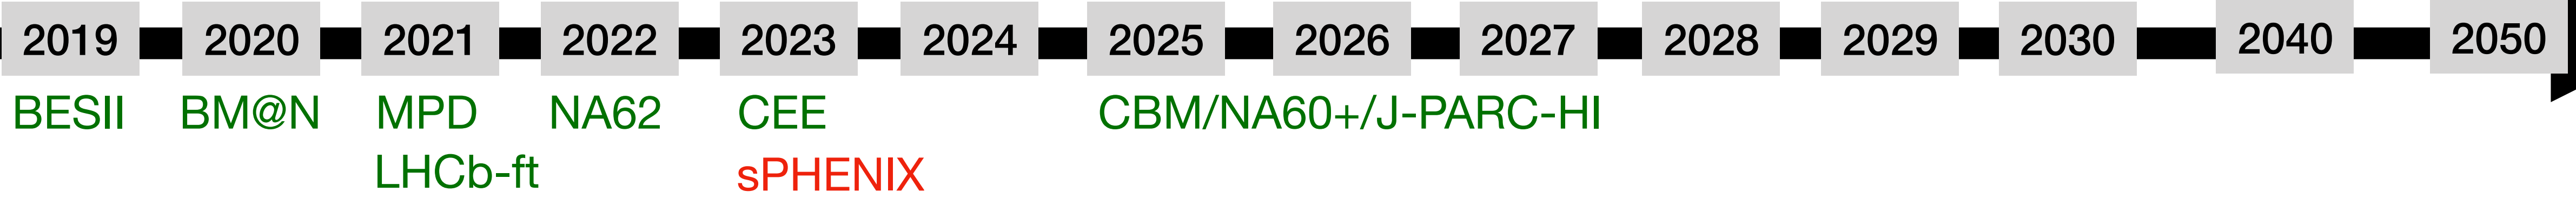 2019 2020 2021 2022 2023 2024 2025 2026 2027 2028 2029 2030 2040 2050
BESII BM@N MPD NA62 CEE CBM/NA60+/J-PARC-HI
LHCb-ft sPHENIX